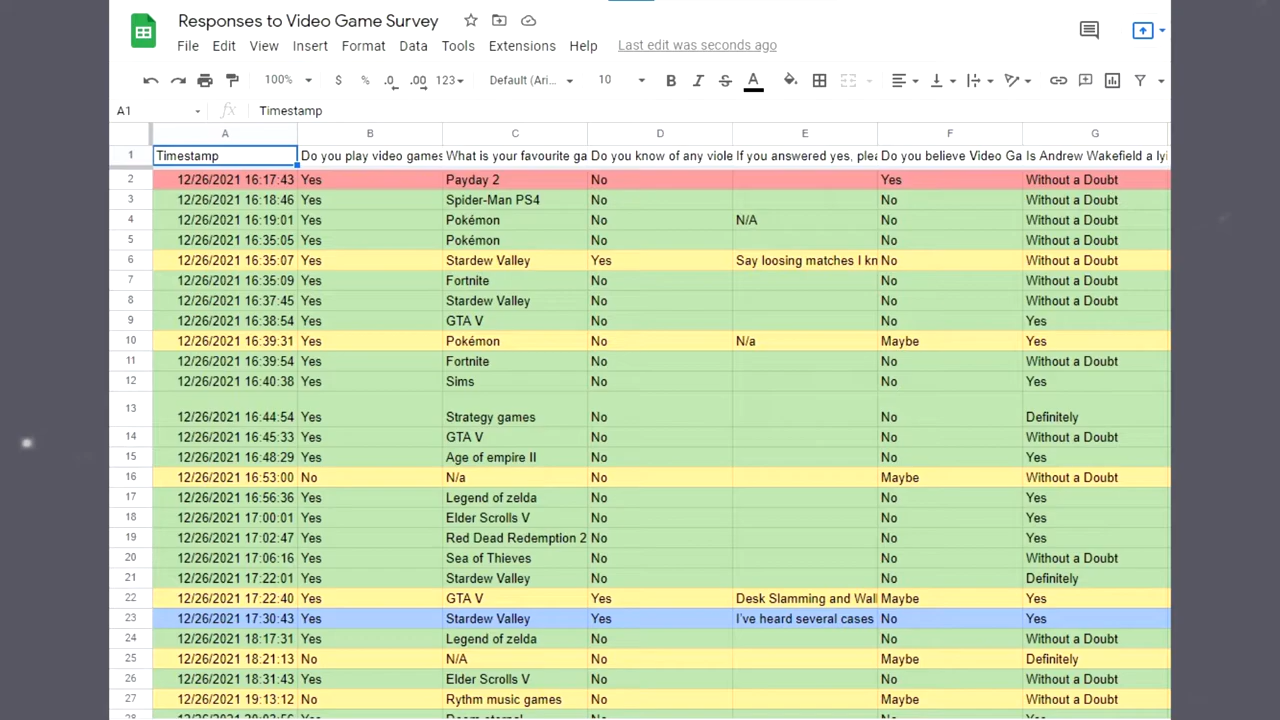 Responses to Video Game Survey
File Edit View Insert Format Data Tools Extensions Help Last edit was seconds ago
100% $ % .0 .00 123 Default (Ari... 10 B I S A
A1 fx Timestamp
A B C D E F G
1 Timestamp Do you play video games What is your favourite ga Do you know of any viole If you answered yes, plea Do you believe Video Ga Is Andrew Wakefield a lyi
2 12/26/2021 16:17:43 Yes Payday 2 No Yes Without a Doubt
3 12/26/2021 16:18:46 Yes Spider-Man PS4 No No Without a Doubt
4 12/26/2021 16:19:01 Yes Pokémon No N/A No Without a Doubt
5 12/26/2021 16:35:05 Yes Pokémon No No Without a Doubt
6 12/26/2021 16:35:07 Yes Stardew Valley Yes Say loosing matches I kn No Without a Doubt
7 12/26/2021 16:35:09 Yes Fortnite No No Without a Doubt
8 12/26/2021 16:37:45 Yes Stardew Valley No No Without a Doubt
9 12/26/2021 16:38:54 Yes GTA V No No Yes
10 12/26/2021 16:39:31 Yes Pokémon No N/a Maybe Yes
11 12/26/2021 16:39:54 Yes Fortnite No No Without a Doubt
12 12/26/2021 16:40:38 Yes Sims No No Yes
13 12/26/2021 16:44:54 Yes Strategy games No No Definitely
14 12/26/2021 16:45:33 Yes GTA V No No Without a Doubt
15 12/26/2021 16:48:29 Yes Age of empire II No No Yes
16 12/26/2021 16:53:00 No N/a No Maybe Without a Doubt
17 12/26/2021 16:56:36 Yes Legend of zelda No No Yes
18 12/26/2021 17:00:01 Yes Elder Scrolls V No No Yes
19 12/26/2021 17:02:47 Yes Red Dead Redemption 2 No No Yes
20 12/26/2021 17:06:16 Yes Sea of Thieves No No Without a Doubt
21 12/26/2021 17:22:01 Yes Stardew Valley No No Definitely
22 12/26/2021 17:22:40 Yes GTA V Yes Desk Slamming and Wall Maybe Yes
23 12/26/2021 17:30:43 Yes Stardew Valley Yes I've heard several cases No Yes
24 12/26/2021 18:17:31 Yes Legend of zelda No No Without a Doubt
25 12/26/2021 18:21:13 No N/A No Maybe Definitely
26 12/26/2021 18:31:43 Yes Elder Scrolls V No No Without a Doubt
27 12/26/2021 19:13:12 No Rythm music games No Maybe Without a Doubt